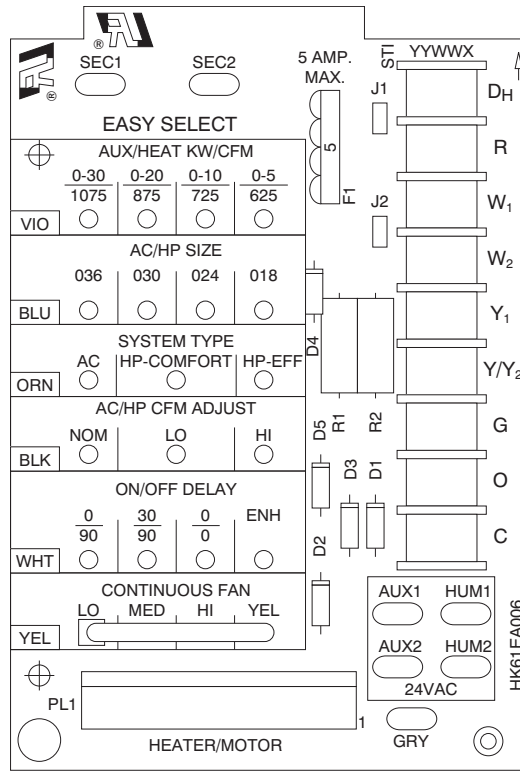 SEC1 SEC2
5 AMP.
MAX.
STI
YYWWX
EASY SELECT
J1
5
F1
J2
AUX/HEAT KW/CFM
0-30 0-20 0-10 0-5
1075 875 725 625
VIO
AC/HP SIZE
036 030 024 018
BLU
SYSTEM TYPE
AC HP-COMFORT HP-EFF
ORN
AC/HP CFM ADJUST
NOM LO HI
BLK
ON/OFF DELAY
0 30 0 ENH
90 90 0
WHT
CONTINUOUS FAN
LO MED HI YEL
YEL
D4
R1
R2
D5
D3
D1
D2
DH
R
W1
W2
Y1
Y/Y2
G
O
C
AUX1 HUM1
AUX2 HUM2
24VAC
HK61EA006
GRY
PL1
1
HEATER/MOTOR